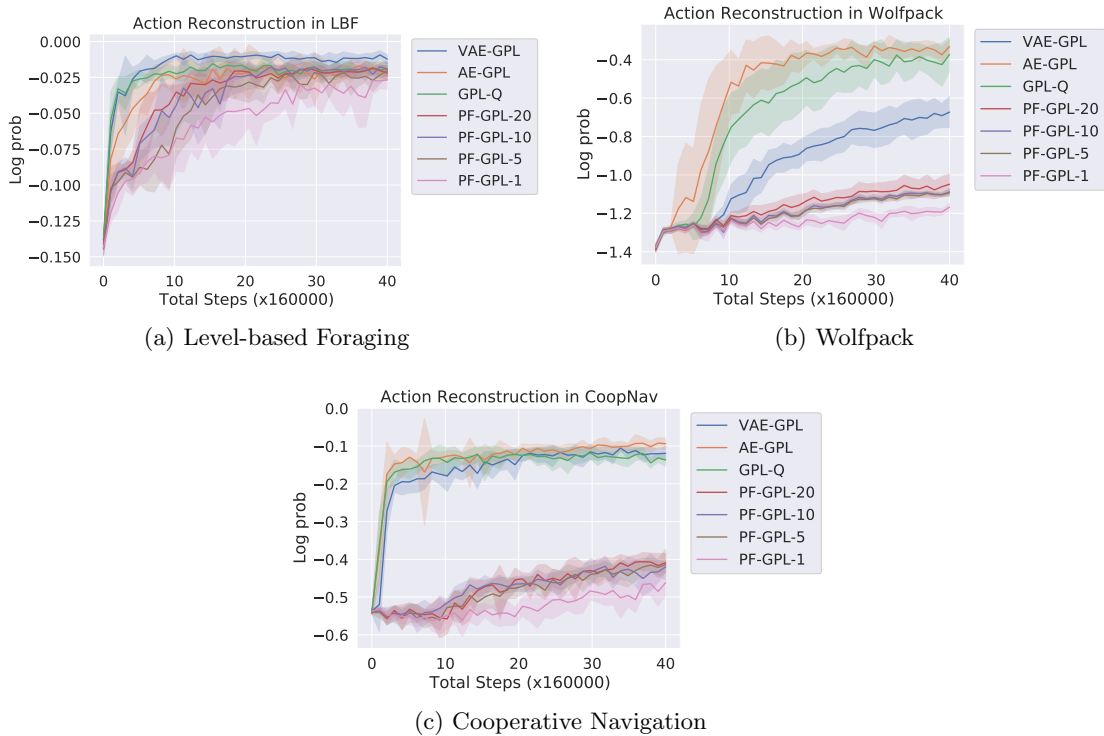 Action Reconstruction in LBF
0.000
−0.025
−0.050
−0.075
−0.100
−0.125
−0.150
Log prob
0
10
20
30
40
Total Steps (x160000)
VAE-GPL
AE-GPL
GPL-Q
PF-GPL-20
PF-GPL-10
PF-GPL-5
PF-GPL-1
(a) Level-based Foraging
Action Reconstruction in Wolfpack
−0.4
−0.6
−0.8
−1.0
−1.2
−1.4
Log prob
0
10
20
30
40
Total Steps (x160000)
VAE-GPL
AE-GPL
GPL-Q
PF-GPL-20
PF-GPL-10
PF-GPL-5
PF-GPL-1
(b) Wolfpack
Action Reconstruction in CoopNav
0.0
−0.1
−0.2
−0.3
−0.4
−0.5
−0.6
Log prob
0
10
20
30
40
Total Steps (x160000)
VAE-GPL
AE-GPL
GPL-Q
PF-GPL-20
PF-GPL-10
PF-GPL-5
PF-GPL-1
(c) Cooperative Navigation